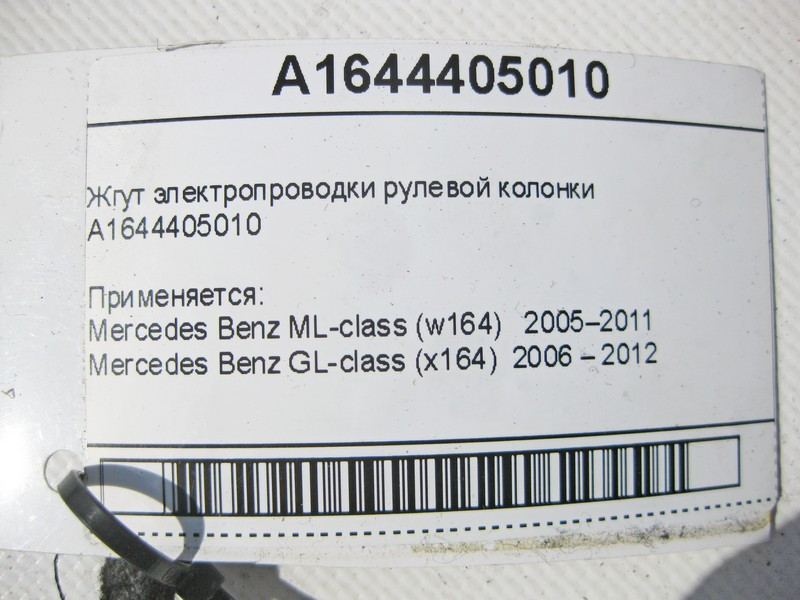 A1644405010
Жгут электропроводки рулевой колонки
A1644405010
Применяется:
Mercedes Benz ML-class (w164) 2005–2011
Mercedes Benz GL-class (x164) 2006 – 2012